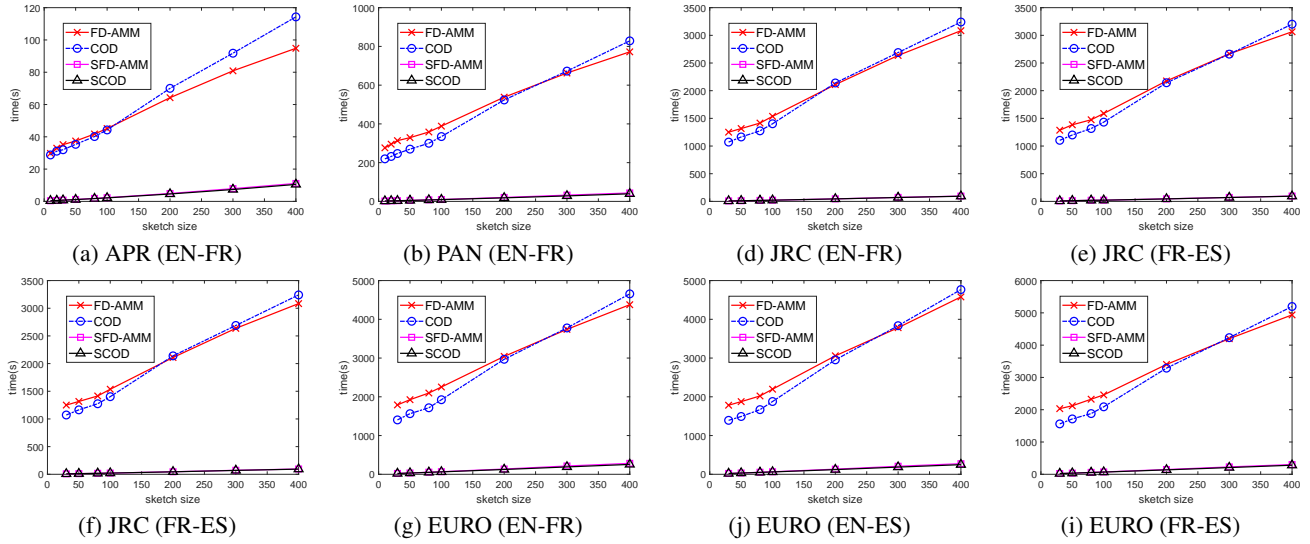 120
100
80
60
40
20
0
time(s)
FD-AMM
COD
SFD-AMM
SCOD
0 50 100 150 200 250 300 350 400
sketch size
(a) APR (EN-FR)
1000
800
600
400
200
0
time(s)
FD-AMM
COD
SFD-AMM
SCOD
0 50 100 150 200 250 300 350 400
sketch size
(b) PAN (EN-FR)
3500
3000
2500
2000
1500
1000
500
0
time(s)
FD-AMM
COD
SFD-AMM
SCOD
0 50 100 150 200 250 300 350 400
sketch size
(d) JRC (EN-FR)
3500
3000
2500
2000
1500
1000
500
0
time(s)
FD-AMM
COD
SFD-AMM
SCOD
0 50 100 150 200 250 300 350 400
sketch size
(e) JRC (FR-ES)
3500
3000
2500
2000
1500
1000
500
0
time(s)
FD-AMM
COD
SFD-AMM
SCOD
0 50 100 150 200 250 300 350 400
sketch size
(f) JRC (FR-ES)
5000
4000
3000
2000
1000
0
time(s)
FD-AMM
COD
SFD-AMM
SCOD
0 50 100 150 200 250 300 350 400
sketch size
(g) EURO (EN-FR)
5000
4000
3000
2000
1000
0
time(s)
FD-AMM
COD
SFD-AMM
SCOD
0 50 100 150 200 250 300 350 400
sketch size
(j) EURO (EN-ES)
6000
5000
4000
3000
2000
1000
0
time(s)
FD-AMM
COD
SFD-AMM
SCOD
0 50 100 150 200 250 300 350 400
sketch size
(i) EURO (FR-ES)